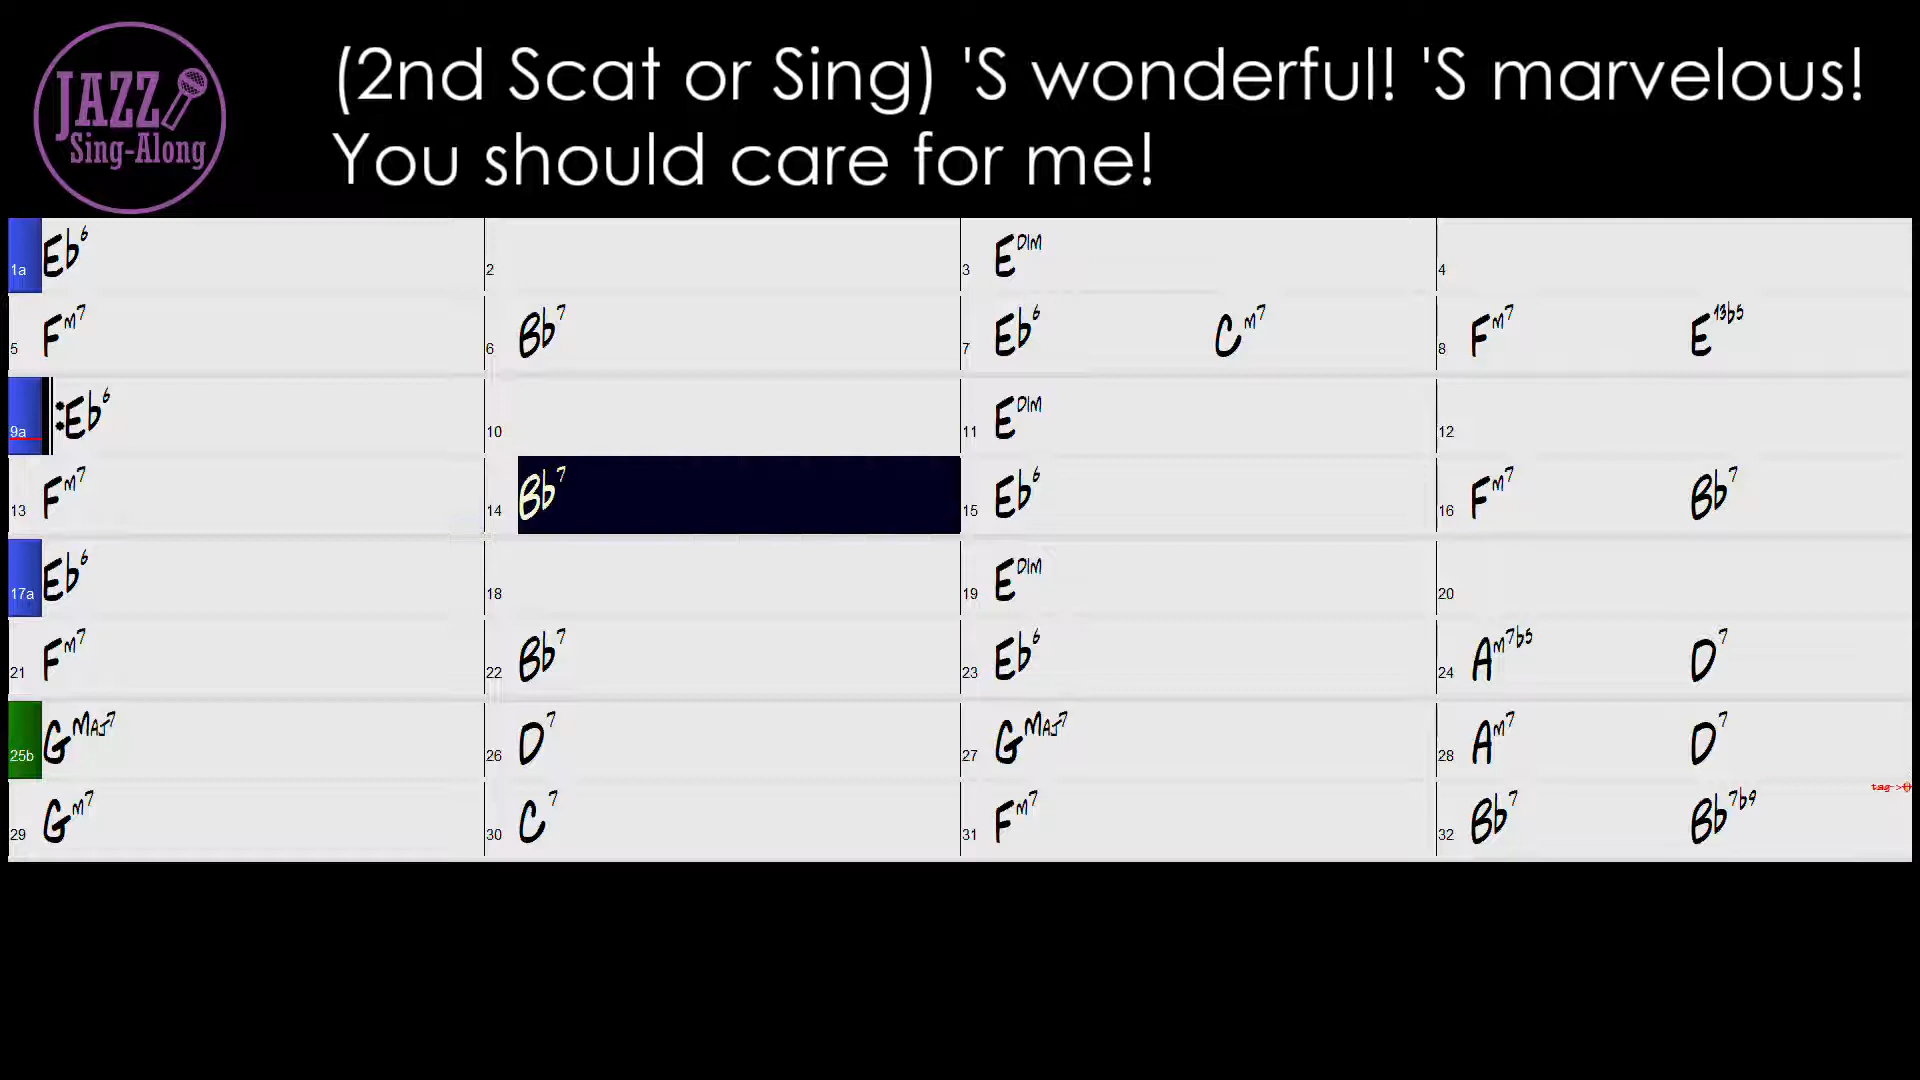 JAZZ
Sing-Along
(2nd Scat or Sing) 'S wonderful! 'S marvelous!
You should care for me!
1a Eb6 2 3 EDIM 4
5 Fm7 6 Bb7 7 Eb6 Cm7 8 Fm7 E13b5
9a Eb6 10 11 EDIM 12
13 Fm7 14 Bb7 15 Eb6 16 Fm7 Bb7
17a Eb6 18 19 EDIM 20
21 Fm7 22 Bb7 23 Eb6 24 Am7b5 D7
25b GMAJ7 26 D7 27 GMAJ7 28 Am7 D7
tag >0
29 Gm7 30 C7 31 Fm7 32 Bb7 Bb7b9